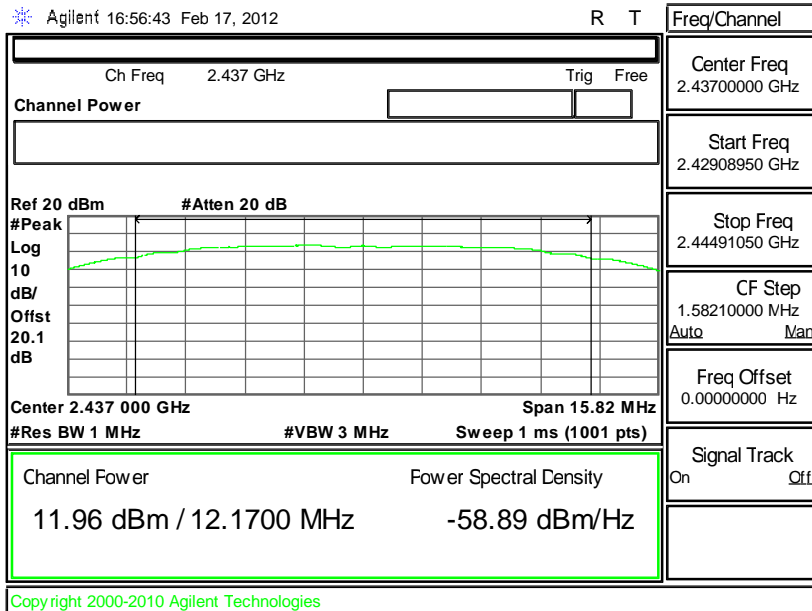 Agilent 16:56:43 Feb 17, 2012 R T
Ch Freq 2.437 GHz Trig Free
Channel Power
Ref 20 dBm #Atten 20 dB
#Peak
Log
10
dB/
Offst
20.1
dB
Center 2.437 000 GHz Span 15.82 MHz
#Res BW 1 MHz #VBW 3 MHz Sweep 1 ms (1001 pts)
Channel Power Power Spectral Density
11.96 dBm / 12.1700 MHz -58.89 dBm/Hz
Copyright 2000-2010 Agilent Technologies
Freq/Channel
Center Freq
2.43700000 GHz
Start Freq
2.42908950 GHz
Stop Freq
2.44491050 GHz
CF Step
1.58210000 MHz
Auto Man
Freq Offset
0.00000000 Hz
Signal Track
On Off